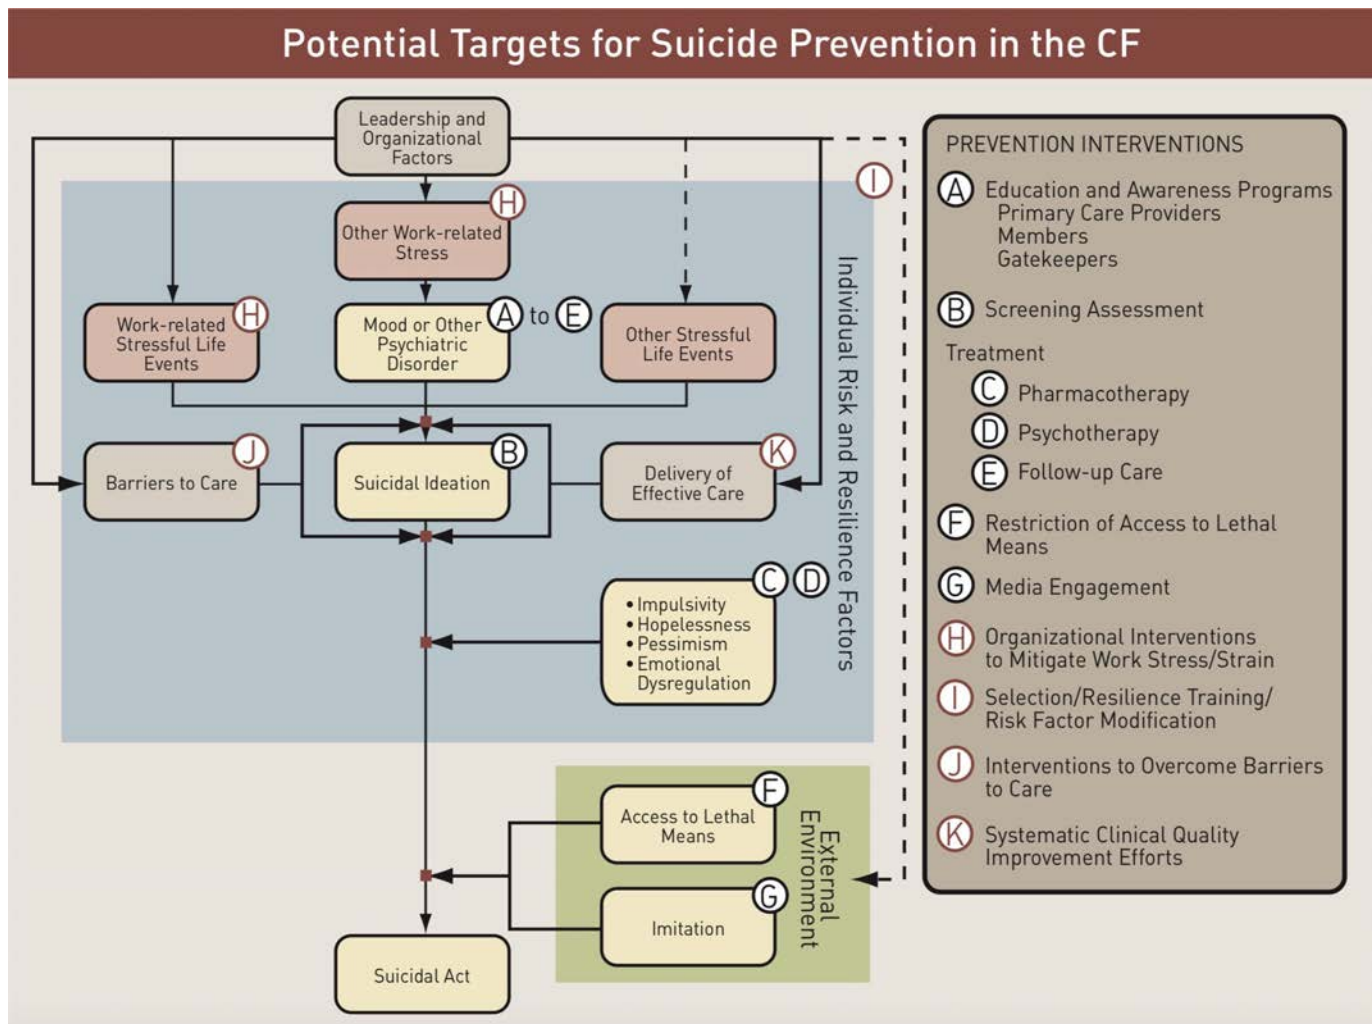 Potential Targets for Suicide Prevention in the CF
Leadership and
Organizational
Factors
I
H
Other Work-related
Stress
H
Work-related
Stressful Life
Events
A to E
Mood or Other
Psychiatric
Disorder
Other Stressful
Life Events
Individual Risk and Resilience Factors
J
Barriers to Care
B
Suicidal Ideation
K
Delivery of
Effective Care
C D
• Impulsivity
• Hopelessness
• Pessimism
• Emotional
Dysregulation
F
Access to Lethal
Means
G
Imitation
External
Environment
Suicidal Act
PREVENTION INTERVENTIONS
A Education and Awareness Programs
Primary Care Providers
Members
Gatekeepers
B Screening Assessment
Treatment
C Pharmacotherapy
D Psychotherapy
E Follow-up Care
F Restriction of Access to Lethal
Means
G Media Engagement
H Organizational Interventions
to Mitigate Work Stress/Strain
I Selection/Resilience Training/
Risk Factor Modification
J Interventions to Overcome Barriers
to Care
K Systematic Clinical Quality
Improvement Efforts